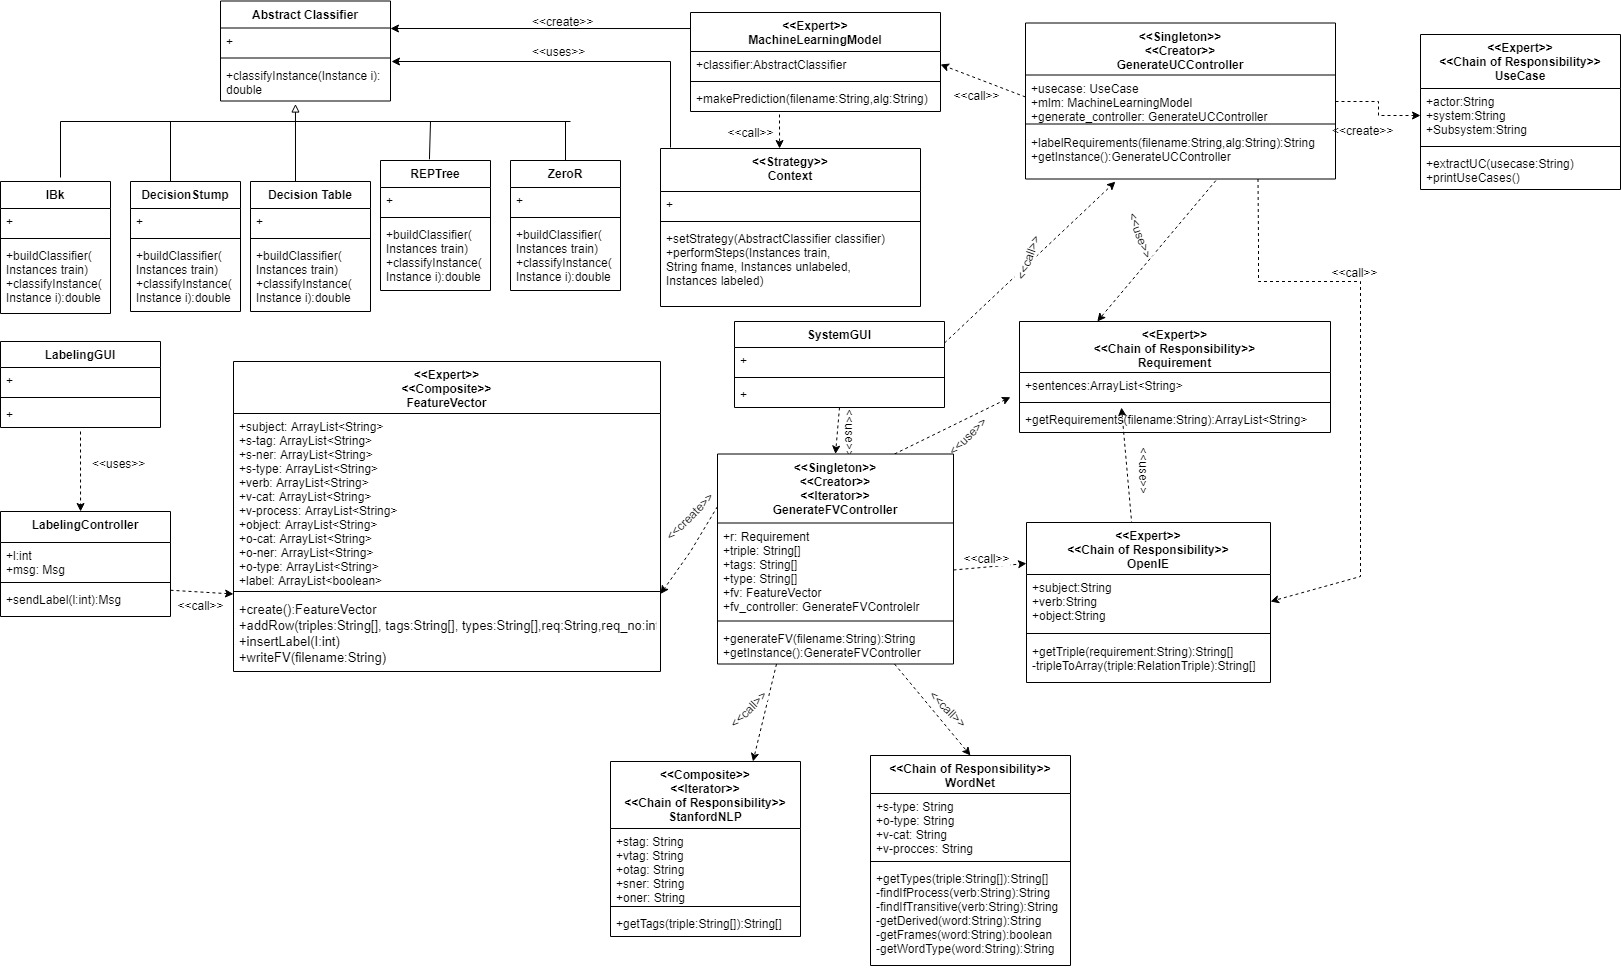 Abstract Classifier
+
+classifyInstance(Instance i):
double
<<create>>
<<uses>>
<<Expert>>
MachineLearningModel
+classifier:AbstractClassifier
+makePrediction(filename:String,alg:String)
<<call>>
<<call>>
<<Singleton>>
<<Creator>>
GenerateUCController
+usecase: UseCase
+mlm: MachineLearningModel
+generate_controller: GenerateUCController
+labelRequirements(filename:String,alg:String):String
+getInstance():GenerateUCController
<<create>>
<<Expert>>
<<Chain of Responsibility>>
UseCase
+actor:String
+system:String
+Subsystem:String
+extractUC(usecase:String)
+printUseCases()
IBk
+
+buildClassifier(
Instances train)
+classifyInstance(
Instance i):double
DecisionStump
+
+buildClassifier(
Instances train)
+classifyInstance(
Instance i):double
Decision Table
+
+buildClassifier(
Instances train)
+classifyInstance(
Instance i):double
REPTree
+
+buildClassifier(
Instances train)
+classifyInstance(
Instance i):double
ZeroR
+
+buildClassifier(
Instances train)
+classifyInstance(
Instance i):double
<<Strategy>>
Context
+
+setStrategy(AbstractClassifier classifier)
+performSteps(Instances train,
String fname, Instances unlabeled,
Instances labeled)
<<call>>
<<use>>
<<call>>
LabelingGUI
+
+
<<uses>>
LabelingController
+l:int
+msg: Msg
+sendLabel(l:int):Msg
<<call>>
<<Expert>>
<<Composite>>
FeatureVector
+subject: ArrayList<String>
+s-tag: ArrayList<String>
+s-ner: ArrayList<String>
+s-type: ArrayList<String>
+verb: ArrayList<String>
+v-cat: ArrayList<String>
+v-process: ArrayList<String>
+object: ArrayList<String>
+o-cat: ArrayList<String>
+o-ner: ArrayList<String>
+o-type: ArrayList<String>
+label: ArrayList<boolean>
+create():FeatureVector
+addRow(triples:String[], tags:String[], types:String[],req:String,req_no:in
+insertLabel(l:int)
+writeFV(filename:String)
<<create>>
SystemGUI
+
+
<<use>>
<<use>>
<<Singleton>>
<<Creator>>
<<Iterator>>
GenerateFVController
+r: Requirement
+triple: String[]
+tags: String[]
+type: String[]
+fv: FeatureVector
+fv_controller: GenerateFVControlelr
+generateFV(filename:String):String
+getInstance():GenerateFVController
<<call>>
<<Expert>>
<<Chain of Responsibility>>
Requirement
+sentences:ArrayList<String>
+getRequirements(filename:String):ArrayList<String>
<<use>>
<<Expert>>
<<Chain of Responsibility>>
OpenIE
+subject:String
+verb:String
+object:String
+getTriple(requirement:String):String[]
-tripleToArray(triple:RelationTriple):String[]
<<call>>
<<call>>
<<Composite>>
<<Iterator>>
<<Chain of Responsibility>>
StanfordNLP
+stag: String
+vtag: String
+otag: String
+sner: String
+oner: String
+getTags(triple:String[]):String[]
<<Chain of Responsibility>>
WordNet
+s-type: String
+o-type: String
+v-cat: String
+v-procces: String
+getTypes(triple:String[]):String[]
-findIfProcess(verb:String):String
-findIfTransitive(verb:String):String
-getDerived(word:String):String
-getFrames(word:String):boolean
-getWordType(word:String):String